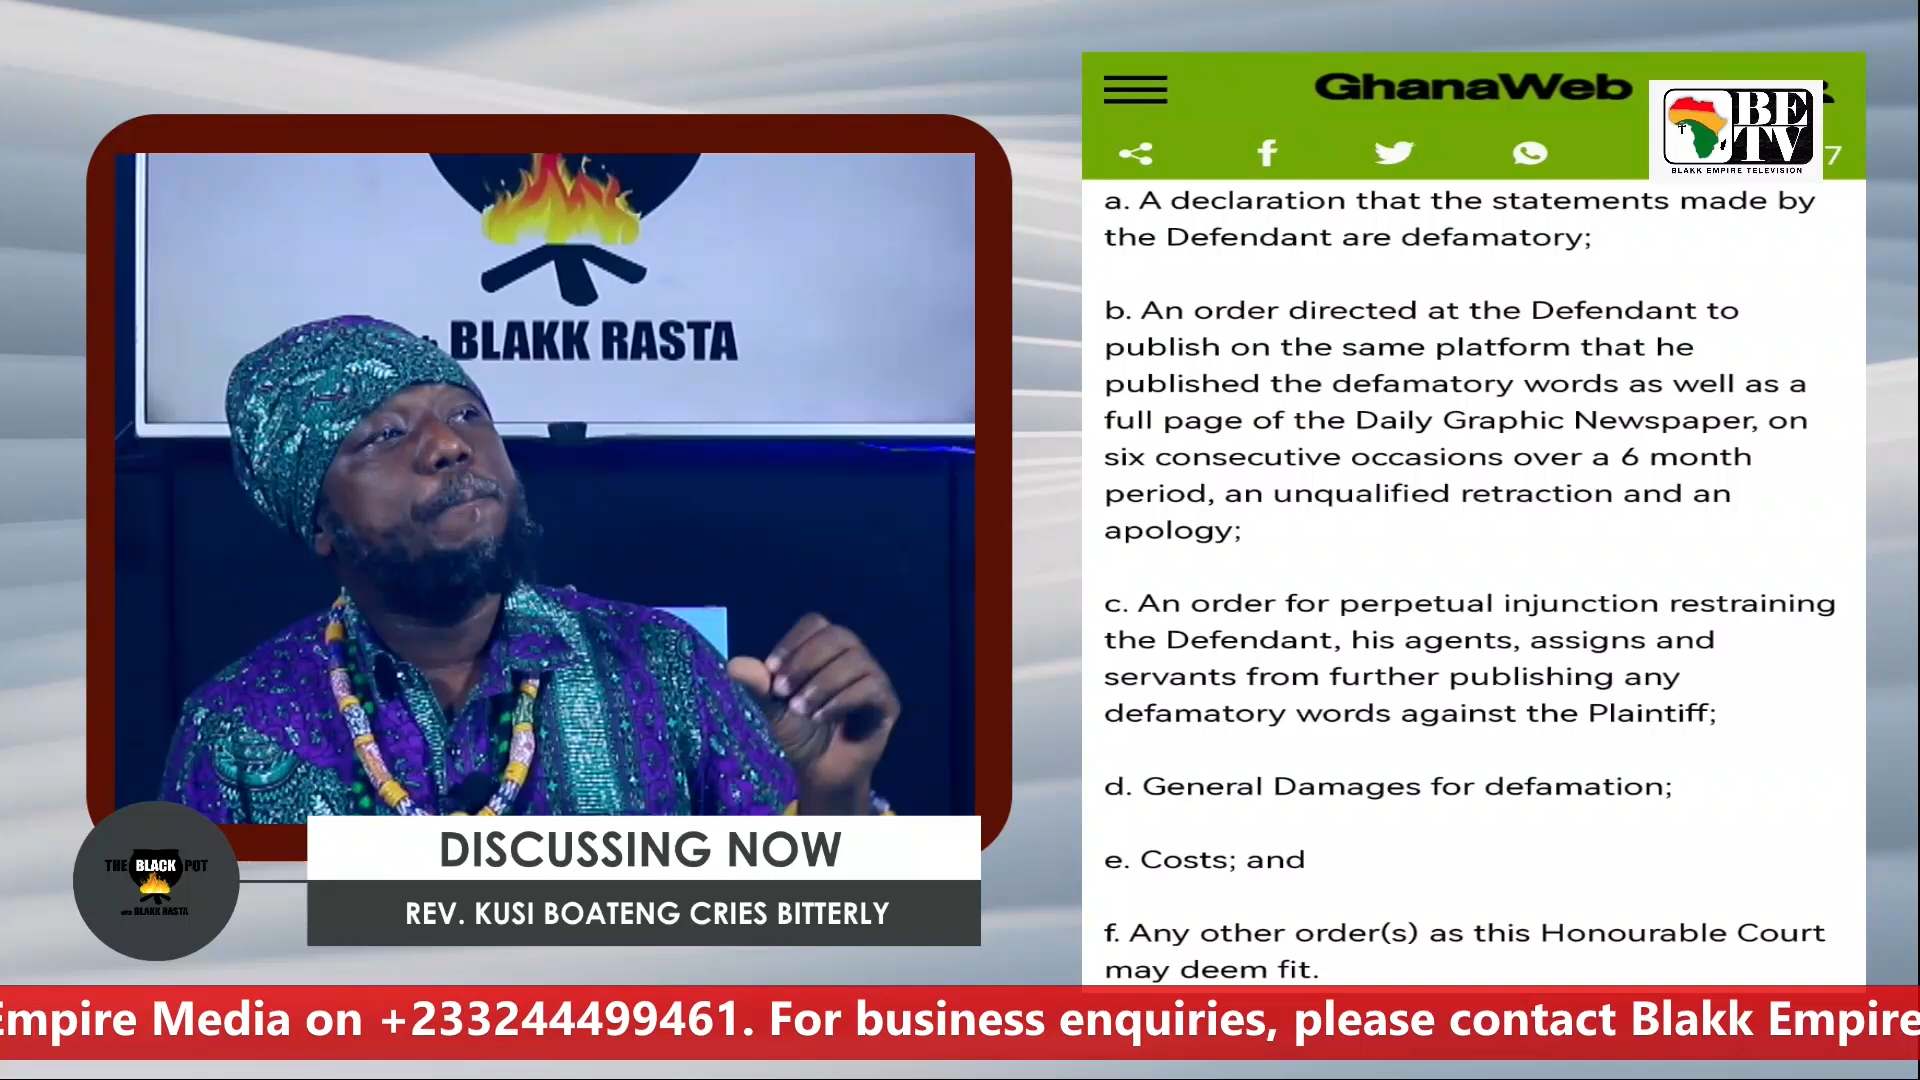 BLAKK RASTA
DISCUSSING NOW
REV. KUSI BOATENG CRIES BITTERLY
THE BLACK POT
with BLAKK RASTA
GhanaWeb
BE
TV
BLAKK EMPIRE TELEVISION
7
a. A declaration that the statements made by
the Defendant are defamatory;
b. An order directed at the Defendant to
publish on the same platform that he
published the defamatory words as well as a
full page of the Daily Graphic Newspaper, on
six consecutive occasions over a 6 month
period, an unqualified retraction and an
apology;
c. An order for perpetual injunction restraining
the Defendant, his agents, assigns and
servants from further publishing any
defamatory words against the Plaintiff;
d. General Damages for defamation;
e. Costs; and
f. Any other order(s) as this Honourable Court
may deem fit.
Empire Media on +233244499461. For business enquiries, please contact Blakk Empire